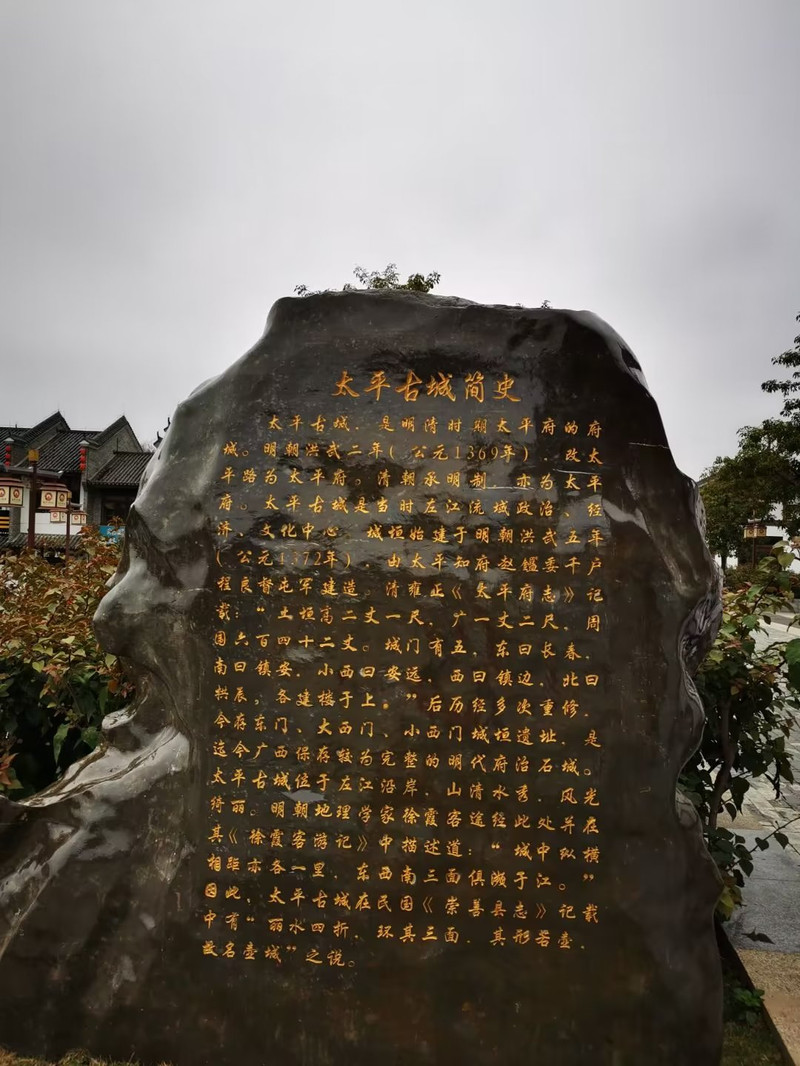 太平古城简史
太平古城，是明清时期太平府的府
城。明朝洪武二年（公元1369年），改太
平路为太平府。清朝承明制，亦为太平
府。太平古城是当时左江流域政治、经
济、文化中心，城垣始建于明朝洪武五年
（公元1372年），由太平知府赵鑑委千户
程良督屯军建造。清雍正《太平府志》记
载：“土垣高二丈一尺，广一丈二尺，周
围六百四十二丈。城门有五，东曰长春，
南曰镇安，小西曰安远，西曰镇边，北曰
拱辰，各建楼于上。”后历经多次重修，
今存东门、大西门、小西门城垣遗址，是
迄今广西保存较为完整的明代府治石城。
太平古城位于左江沿岸，山清水秀，风光
绮丽。明朝地理学家徐霞客途经此处并在
其《徐霞客游记》中描述道：“城中纵横
相距亦各一里，东西南三面俱濒于江。”
因此，太平古城在民国《崇善县志》记载
中有“丽水四折，环其三面，其形若壶，
故名壶城”之说。